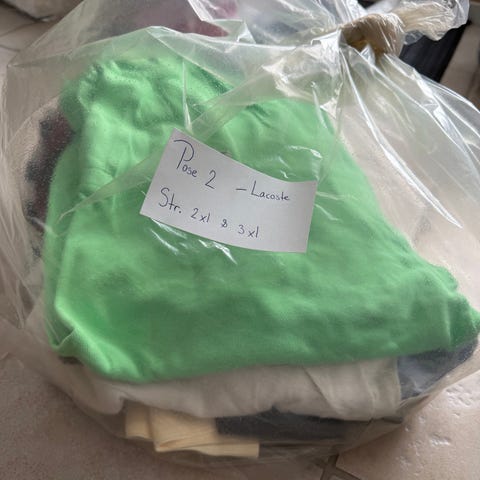 Pose 2 - Lacoste
Str. 2xl & 3xl